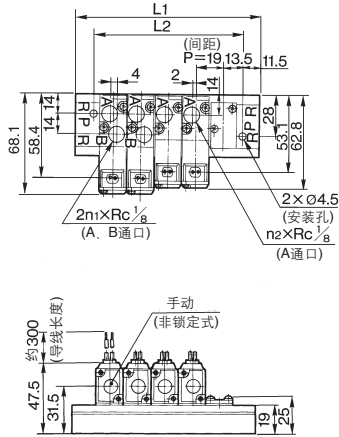 L1
L2
(间距)
P=19 13.5 11.5
4
2
14
14
14
68.1
58.4
R
P
R
A
A
B
B
A
A
R
P
R
28
53.1
62.8
2n₁×Rc1/8
(A、B通口)
2×Ø4.5
(安装孔)
n₂×Rc1/8
(A通口)
手动
(非锁定式)
约300
(导线长度)
47.5
31.5
19
25